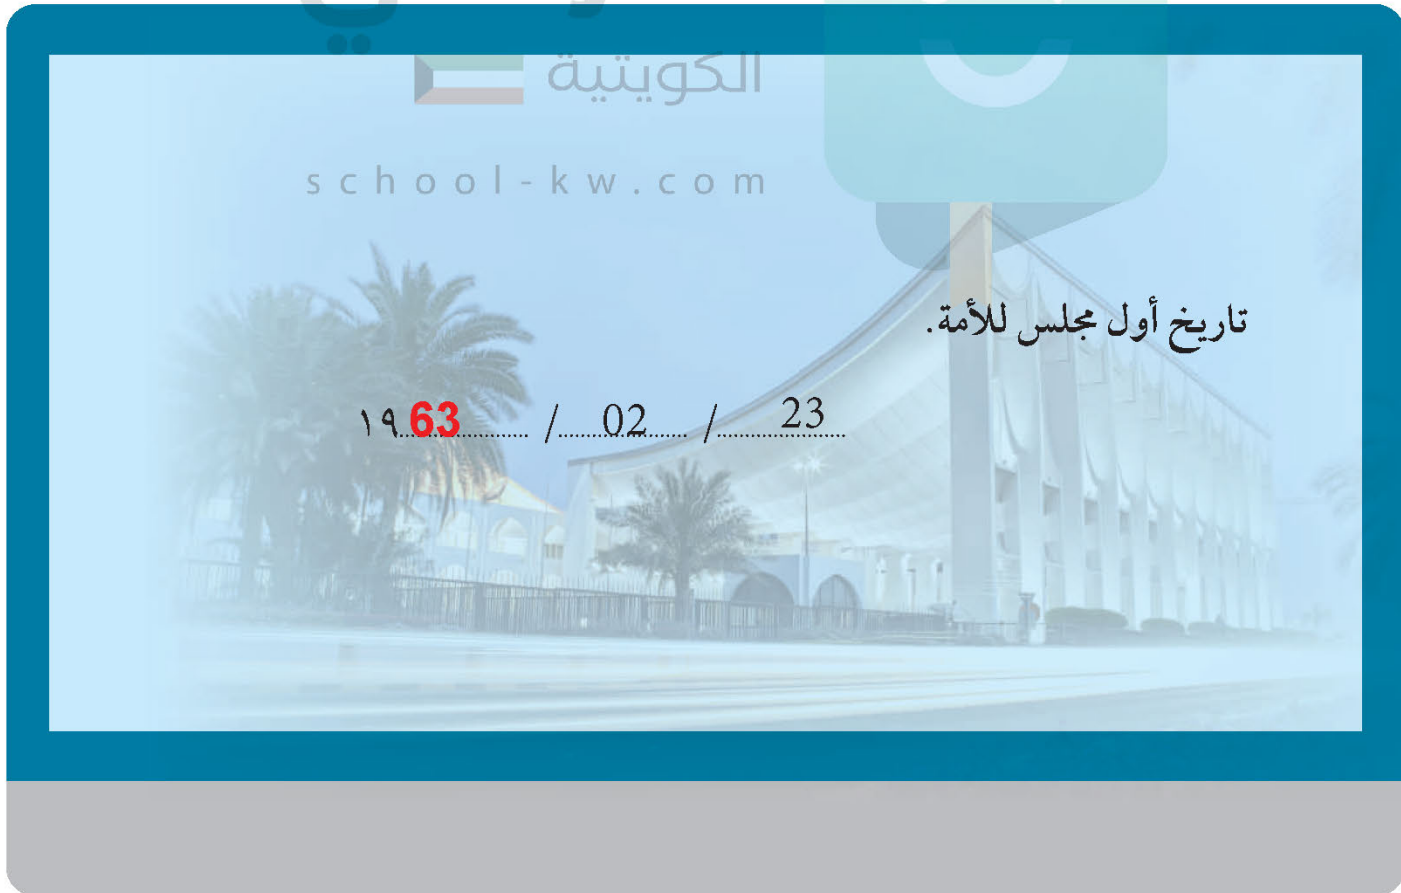 الكويتية
school-kw.com
تاريخ أول مجلس للأمة.
23 / 02 / ١٩63